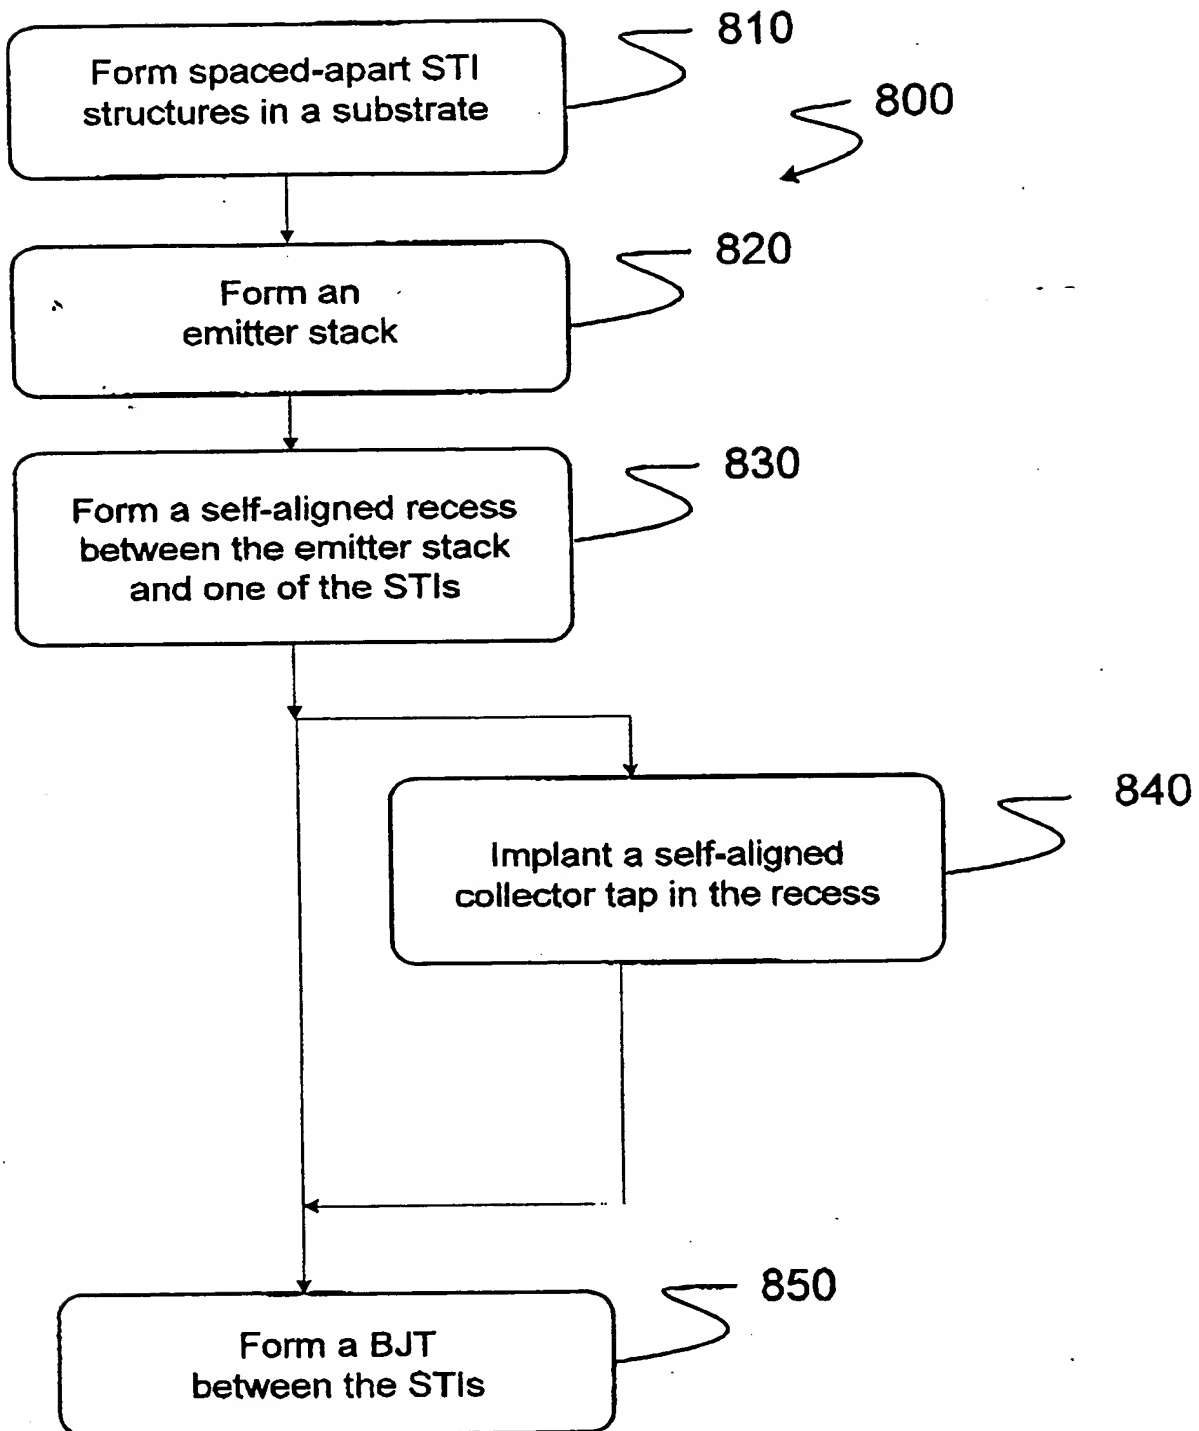 810
Form spaced-apart STI
structures in a substrate
800
820
Form an
emitter stack
830
Form a self-aligned recess
between the emitter stack
and one of the STIs
840
Implant a self-aligned
collector tap in the recess
850
Form a BJT
between the STIs